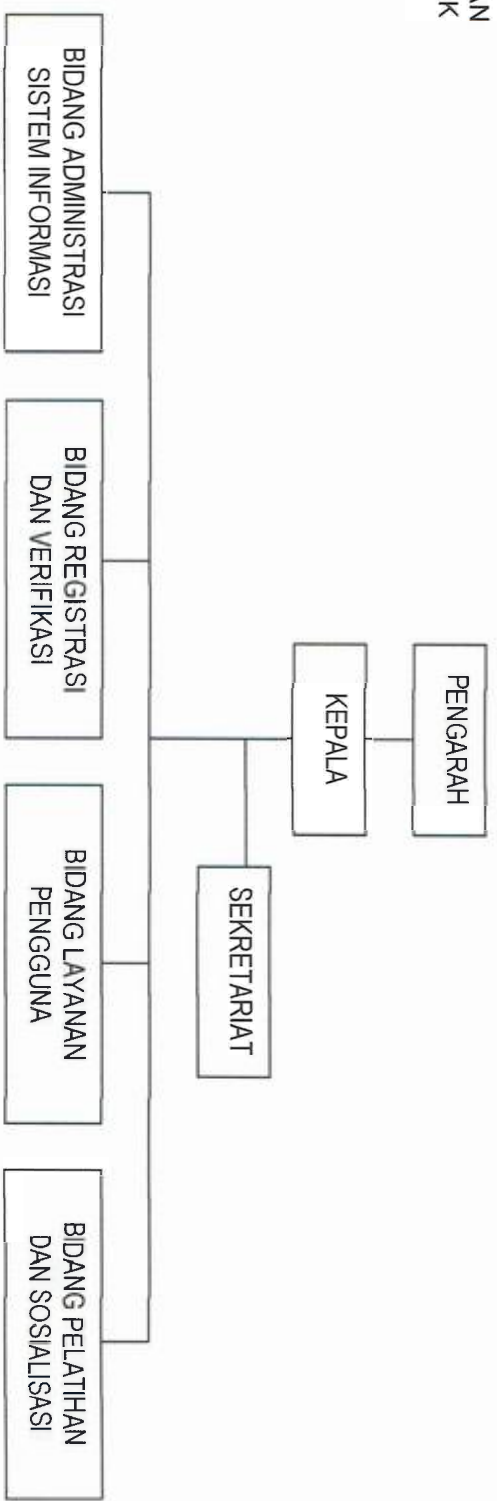 PENGARAH
KEPALA
SEKRETARIAT
BIDANG ADMINISTRASI
SISTEM INFORMASI
BIDANG REGISTRASI
DAN VERIFIKASI
BIDANG LAYANAN
PENGGUNA
BIDANG PELATIHAN
DAN SOSIALISASI